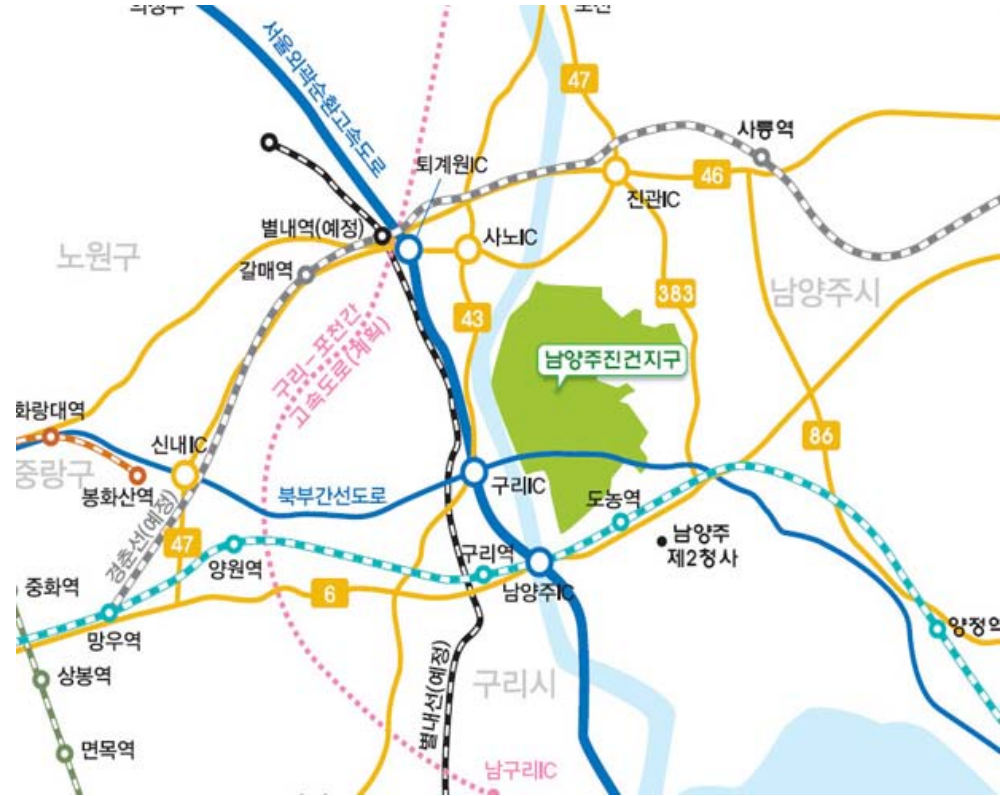 의정부
포천
서울외곽순환고속도로
47
사릉역
퇴계원IC
46
진관IC
별내역(예정)
사노IC
노원구
갈매역
383
남양주시
43
구리-포천간
고속도로(계획)
남양주진건지구
화랑대역
신내IC
86
중랑구
봉화산역
북부간선도로
구리IC
도농역
경춘선(예정)
47
양원역
구리역
남양주
제2청사
중화역
6
남양주IC
망우역
양정역
상봉역
별내선(예정)
구리시
면목역
남구리IC